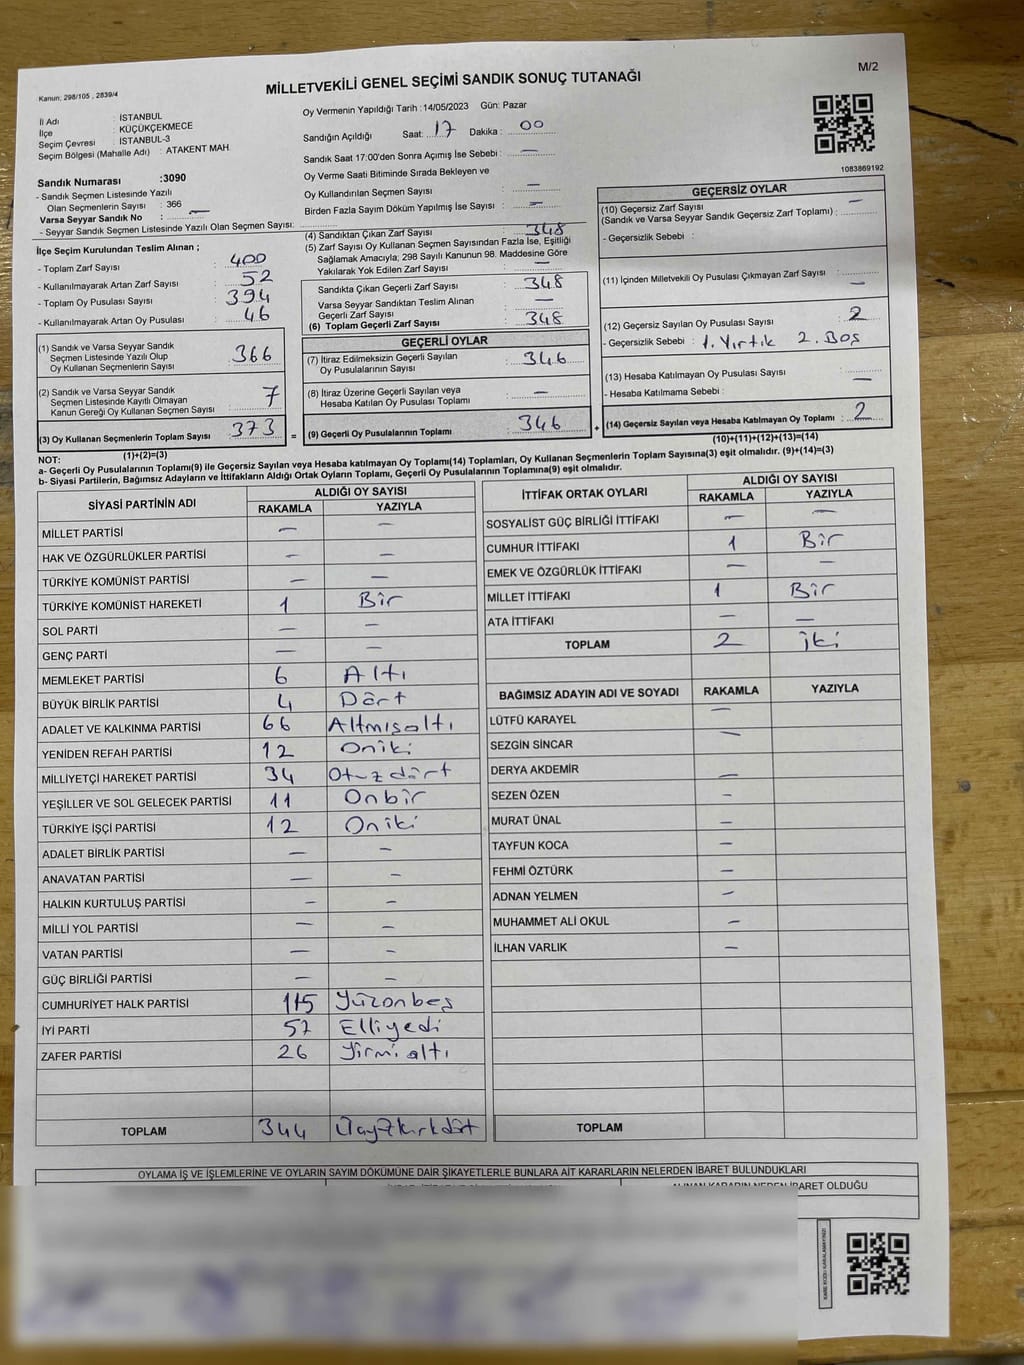 M/2
Kanun: 298/105 , 2839/4
MİLLETVEKİLİ GENEL SEÇİMİ SANDIK SONUÇ TUTANAĞI
İl Adı : İSTANBUL
İlçe : KÜÇÜKÇEKMECE
Seçim Çevresi : İSTANBUL-3
Seçim Bölgesi (Mahalle Adı) : ATAKENT MAH.
Sandık Numarası :3090
- Sandık Seçmen Listesinde Yazılı
Olan Seçmenlerin Sayısı : 366
Varsa Seyyar Sandık No : —
- Seyyar Sandık Seçmen Listesinde Yazılı Olan Seçmen Sayısı:
Oy Vermenin Yapıldığı Tarih : 14/05/2023 Gün: Pazar
Sandığın Açıldığı Saat: 17 Dakika : 00
Sandık Saat 17:00'den Sonra Açımış İse Sebebi : —
Oy Verme Saati Bitiminde Sırada Bekleyen ve
Oy Kullandırılan Seçmen Sayısı : —
Birden Fazla Sayım Döküm Yapılmış İse Sayısı : —
1083869192
İlçe Seçim Kurulundan Teslim Alınan ;
- Toplam Zarf Sayısı : 400
- Kullanılmayarak Artan Zarf Sayısı : 52
- Toplam Oy Pusulası Sayısı : 394
- Kullanılmayarak Artan Oy Pusulası : 46
(1) Sandık ve Varsa Seyyar Sandık
Seçmen Listesinde Yazılı Olup
Oy Kullanan Seçmenlerin Sayısı : 366
(2) Sandık ve Varsa Seyyar Sandık
Seçmen Listesinde Kayıtlı Olmayan
Kanun Gereği Oy Kullanan Seçmen Sayısı : 7
(3) Oy Kullanan Seçmenlerin Toplam Sayısı : 373 =
(1)+(2)=(3)
(4) Sandıktan Çıkan Zarf Sayısı : 348
(5) Zarf Sayısı Oy Kullanan Seçmen Sayısından Fazla İse, Eşitliği
Sağlamak Amacıyla; 298 Sayılı Kanunun 98. Maddesine Göre
Yakılarak Yok Edilen Zarf Sayısı : —
Sandıkta Çıkan Geçerli Zarf Sayısı : 348
Varsa Seyyar Sandıktan Teslim Alınan
Geçerli Zarf Sayısı : —
(6) Toplam Geçerli Zarf Sayısı : 348
GEÇERLİ OYLAR
(7) İtiraz Edilmeksizin Geçerli Sayılan
Oy Pusulalarının Sayısı : 346
(8) İtiraz Üzerine Geçerli Sayılan veya
Hesaba Katılan Oy Pusulası Toplamı : —
(9) Geçerli Oy Pusulalarının Toplamı : 346 +
GEÇERSİZ OYLAR
(10) Geçersiz Zarf Sayısı
(Sandık ve Varsa Seyyar Sandık Geçersiz Zarf Toplamı) : —
- Geçersizlik Sebebi :
(11) İçinden Milletvekili Oy Pusulası Çıkmayan Zarf Sayısı : —
(12) Geçersiz Sayılan Oy Pusulası Sayısı : 2
- Geçersizlik Sebebi : 1. Yırtık 2. Boş
(13) Hesaba Katılmayan Oy Pusulası Sayısı : —
- Hesaba Katılmama Sebebi :
(14) Geçersiz Sayılan veya Hesaba Katılmayan Oy Toplamı : 2
(10)+(11)+(12)+(13)=(14)
NOT:
a- Geçerli Oy Pusulalarının Toplamı(9) ile Geçersiz Sayılan veya Hesaba katılmayan Oy Toplamı(14) Toplamları, Oy Kullanan Seçmenlerin Toplam Sayısına(3) eşit olmalıdır. (9)+(14)=(3)
b- Siyasi Partilerin, Bağımsız Adayların ve İttifakların Aldığı Ortak Oyların Toplamı, Geçerli Oy Pusulalarının Toplamına(9) eşit olmalıdır.
SİYASİ PARTİNİN ADI ALDIĞI OY SAYISI
RAKAMLA YAZIYLA
MİLLET PARTİSİ — —
HAK VE ÖZGÜRLÜKLER PARTİSİ — —
TÜRKİYE KOMÜNİST PARTİSİ — —
TÜRKİYE KOMÜNİST HAREKETİ 1 Bir
SOL PARTİ — —
GENÇ PARTİ — —
MEMLEKET PARTİSİ 6 Altı
BÜYÜK BİRLİK PARTİSİ 4 Dört
ADALET VE KALKINMA PARTİSİ 66 Altmışaltı
YENİDEN REFAH PARTİSİ 12 Oniki
MİLLİYETÇİ HAREKET PARTİSİ 34 Otuzdört
YEŞİLLER VE SOL GELECEK PARTİSİ 11 Onbir
TÜRKİYE İŞÇİ PARTİSİ 12 Oniki
ADALET BİRLİK PARTİSİ — —
ANAVATAN PARTİSİ — —
HALKIN KURTULUŞ PARTİSİ — —
MİLLİ YOL PARTİSİ — —
VATAN PARTİSİ — —
GÜÇ BİRLİĞİ PARTİSİ — —
CUMHURİYET HALK PARTİSİ 115 Yüzonbeş
İYİ PARTİ 57 Elliyedi
ZAFER PARTİSİ 26 Yirmialtı
TOPLAM 344 Üçyüzkırkdört
İTTİFAK ORTAK OYLARI ALDIĞI OY SAYISI
RAKAMLA YAZIYLA
SOSYALİST GÜÇ BİRLİĞİ İTTİFAKI — —
CUMHUR İTTİFAKI 1 Bir
EMEK VE ÖZGÜRLÜK İTTİFAKI — —
MİLLET İTTİFAKI 1 Bir
ATA İTTİFAKI — —
TOPLAM 2 iki
BAĞIMSIZ ADAYIN ADI VE SOYADI RAKAMLA YAZIYLA
LÜTFÜ KARAYEL —
SEZGİN SİNCAR —
DERYA AKDEMİR —
SEZEN ÖZEN —
MURAT ÜNAL —
TAYFUN KOCA —
FEHMİ ÖZTÜRK —
ADNAN YELMEN —
MUHAMMET ALİ OKUL —
İLHAN VARLIK —
TOPLAM
OYLAMA İŞ VE İŞLEMLERİNE VE OYLARIN SAYIM DÖKÜMÜNE DAİR ŞİKAYETLERLE BUNLARA AİT KARARLARIN NELERDEN İBARET BULUNDUKLARI
ALINAN KARARIN NEDEN İBARET OLDUĞU
KARE KODU KARALAMAYINIZ!